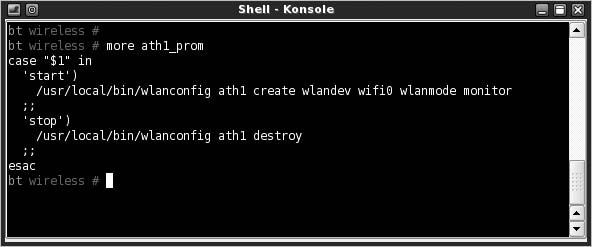 Shell - Konsole
bt wireless #
bt wireless # more ath1_prom
case "$1" in
  'start')
    /usr/local/bin/wlanconfig ath1 create wlandev wifi0 wlanmode monitor
  ;;
  'stop')
    /usr/local/bin/wlanconfig ath1 destroy
  ;;
esac
bt wireless #